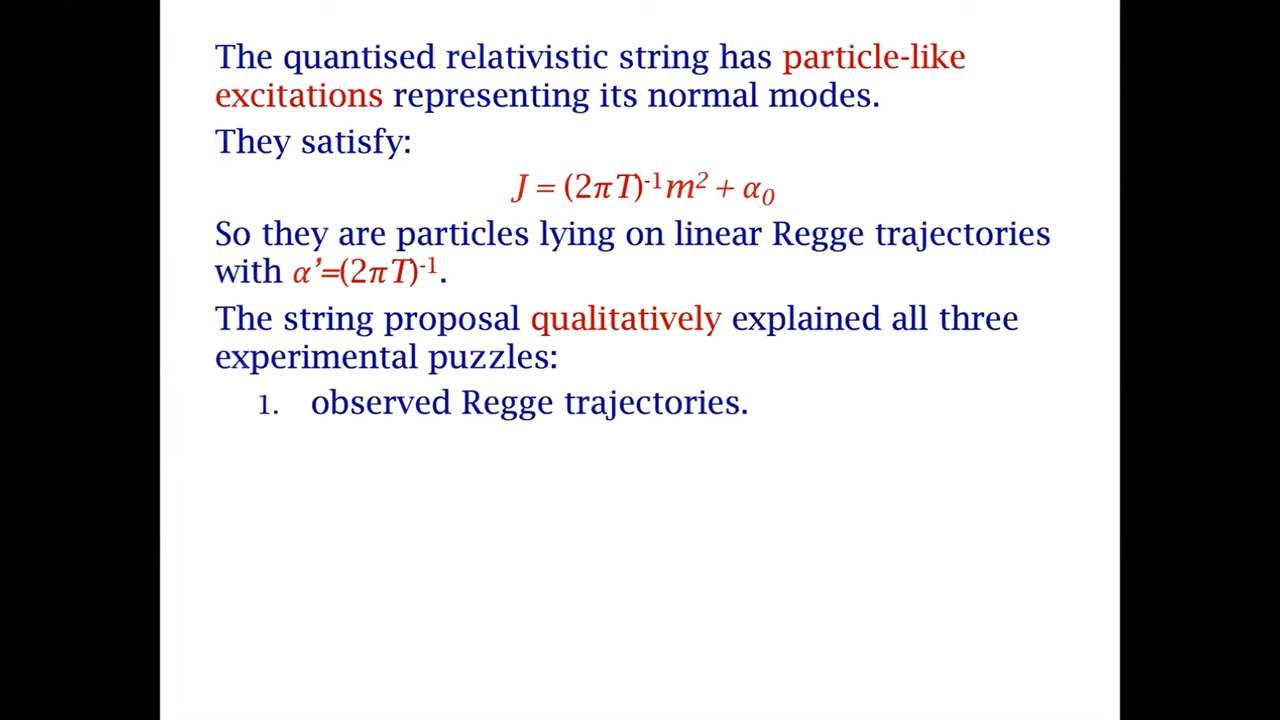 The quantised relativistic string has particle-like
excitations representing its normal modes.
They satisfy:
J = (2πT)⁻¹m² + α₀
So they are particles lying on linear Regge trajectories
with α’=(2πT)⁻¹.
The string proposal qualitatively explained all three
experimental puzzles:
1. observed Regge trajectories.